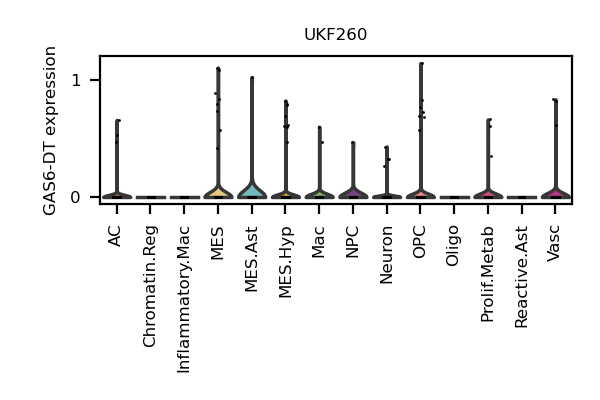 UKF260
GAS6-DT expression
1
0
AC
Chromatin.Reg
Inflammatory.Mac
MES
MES.Ast
MES.Hyp
Mac
NPC
Neuron
OPC
Oligo
Prolif.Metab
Reactive.Ast
Vasc